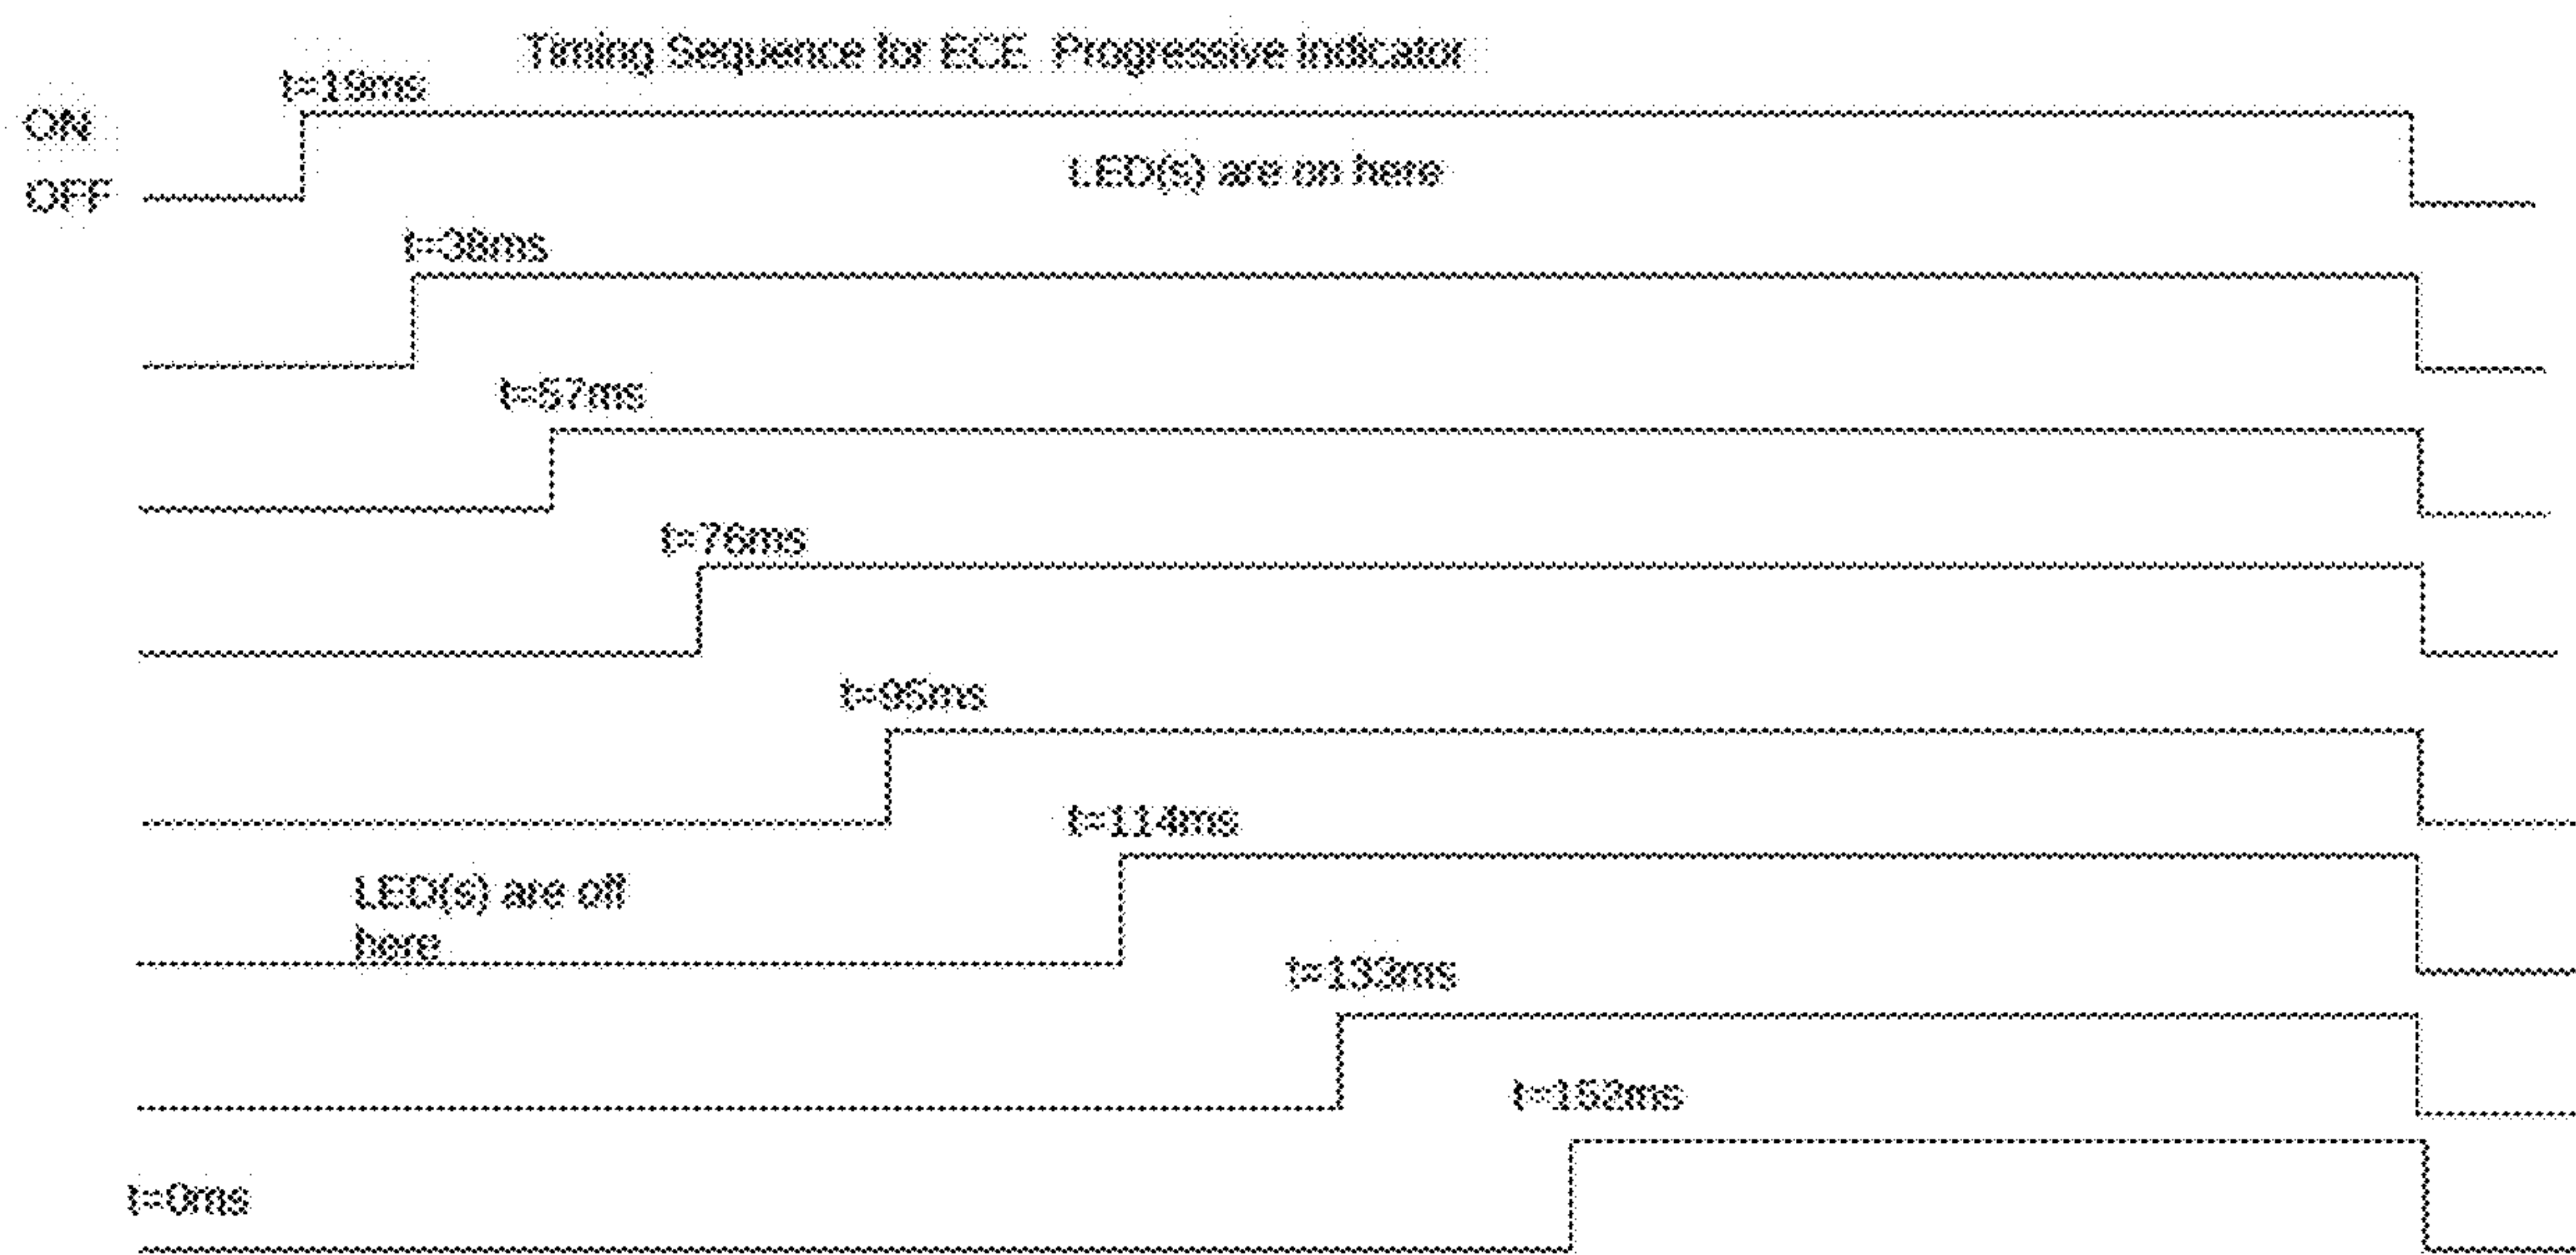 Timing Sequence for ECE Progressive indicator
t=19ms
ON
LED(s) are on here
OFF
t=38ms
t=57ms
t=76ms
t=95ms
t=114ms
LED(s) are off
here
t=133ms
t=152ms
t=0ms